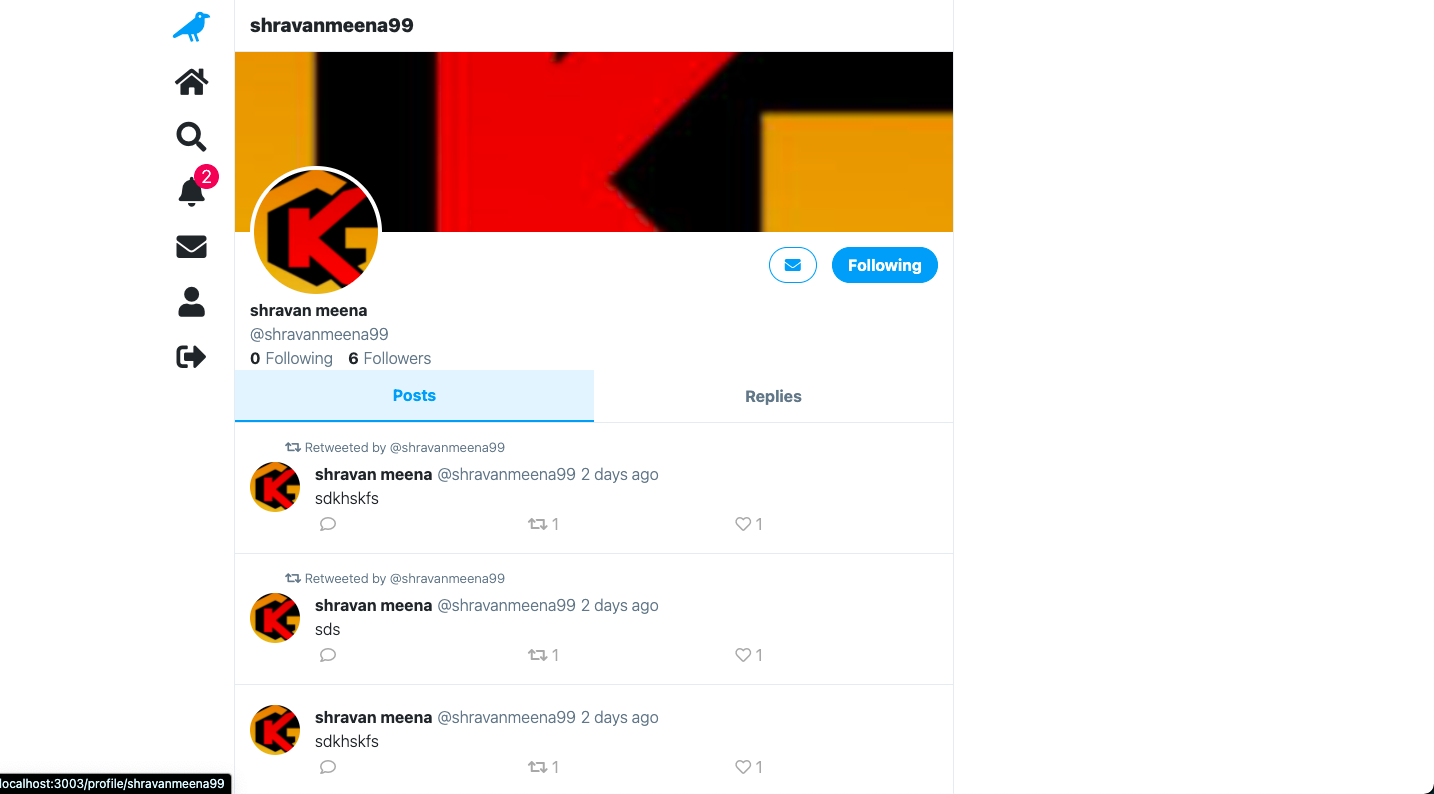 shravanmeena99
2
Following
shravan meena
@shravanmeena99
0 Following 6 Followers
Posts
Replies
Retweeted by @shravanmeena99
shravan meena @shravanmeena99 2 days ago
sdkhskfs
1
1
Retweeted by @shravanmeena99
shravan meena @shravanmeena99 2 days ago
sds
1
1
shravan meena @shravanmeena99 2 days ago
sdkhskfs
1
1
localhost:3003/profile/shravanmeena99